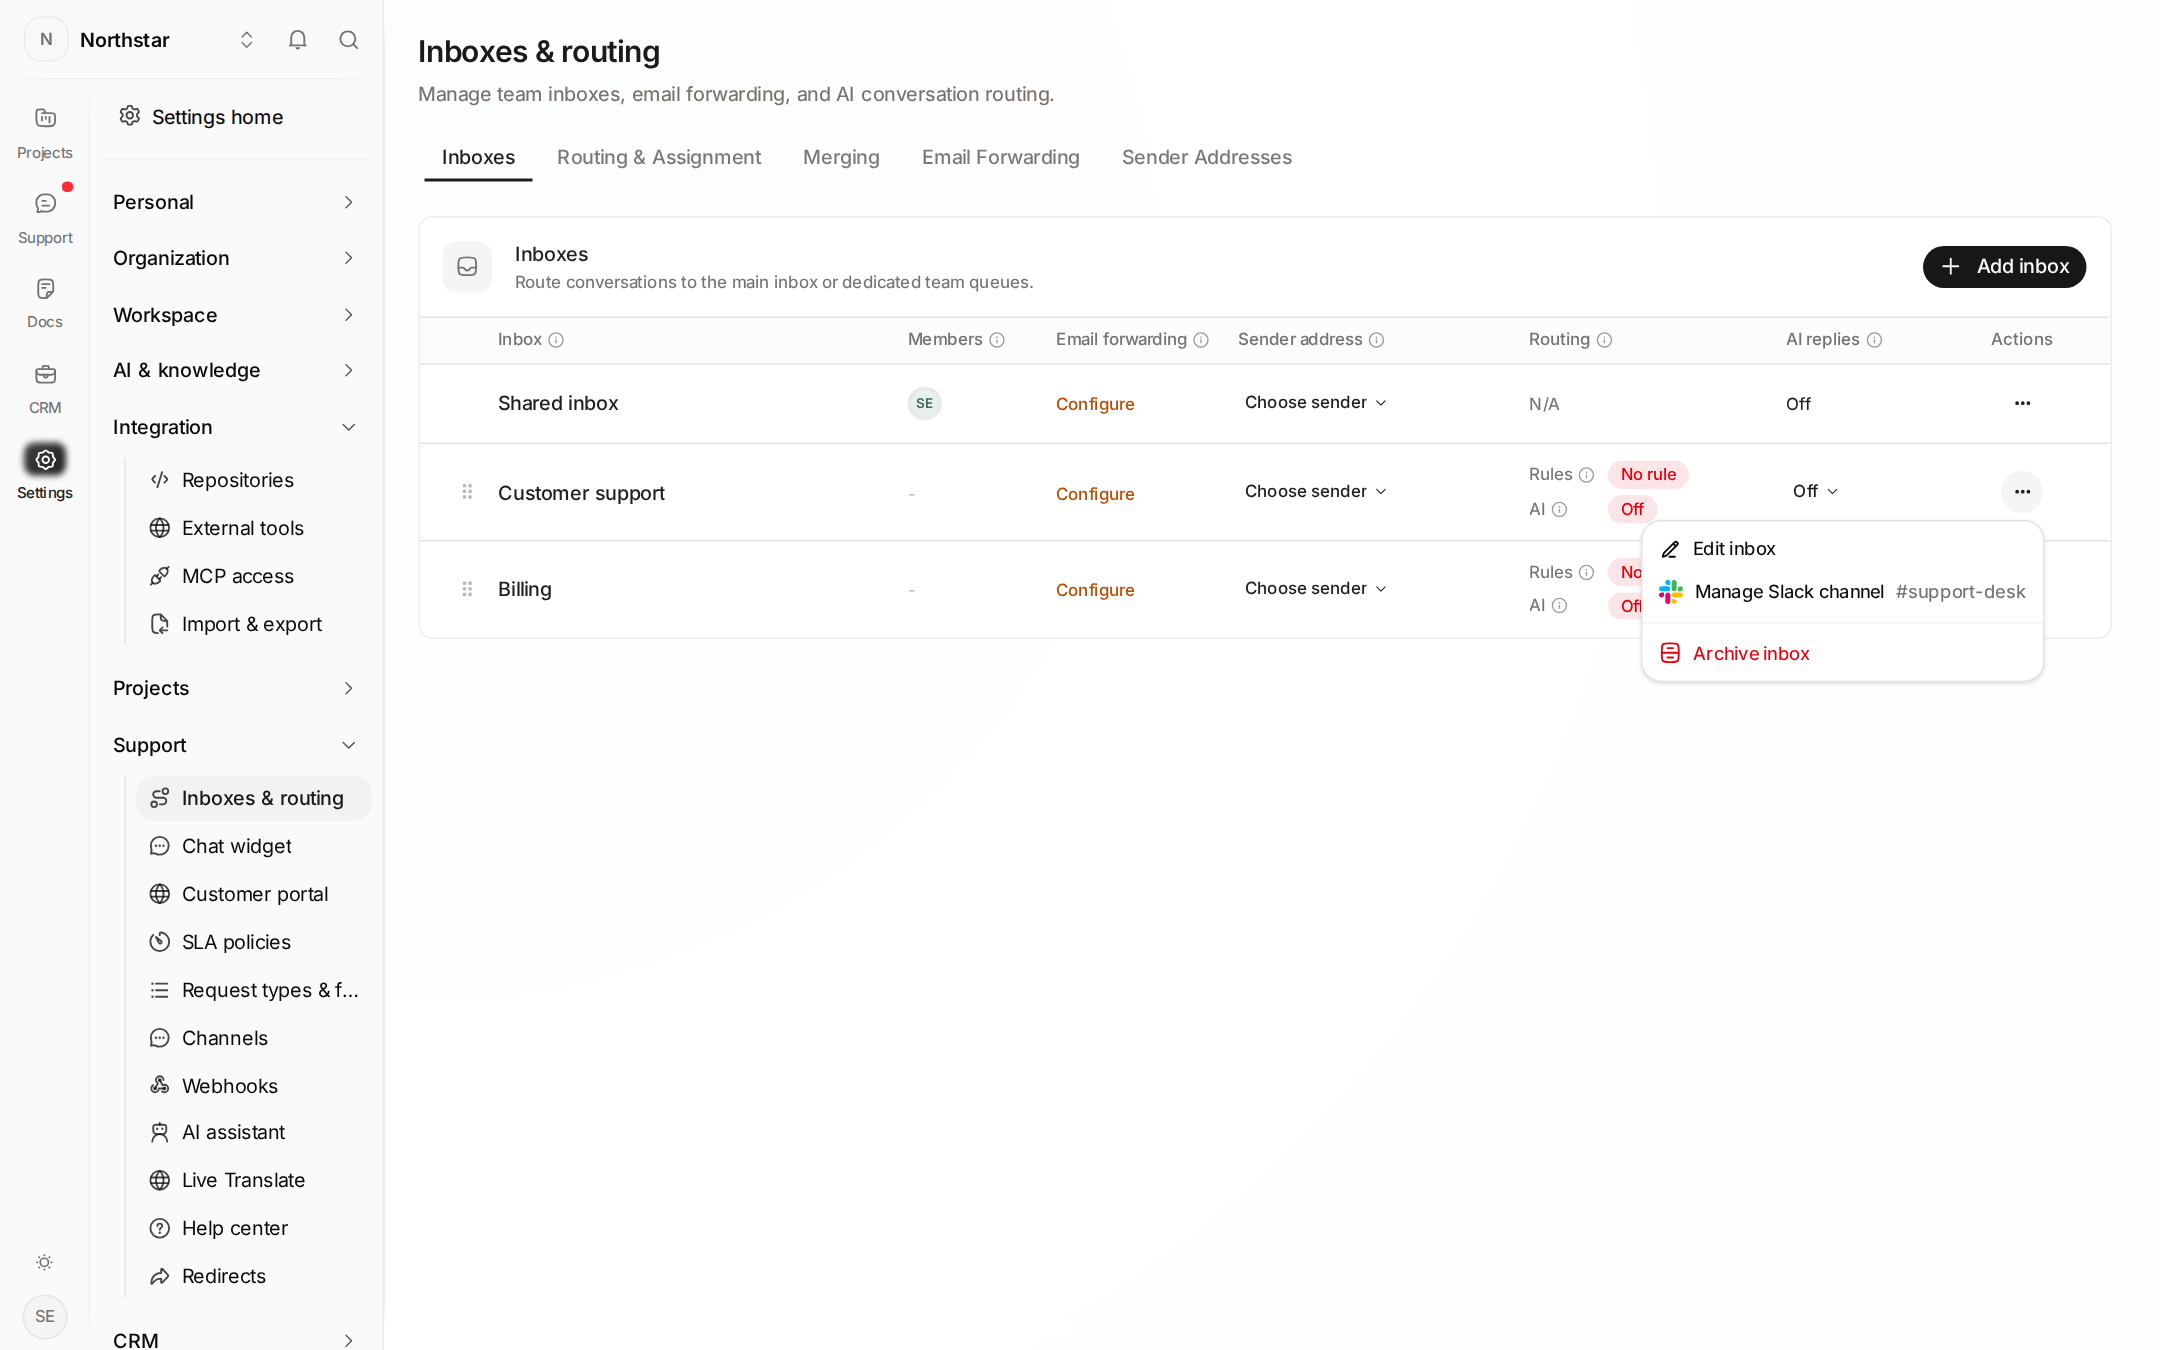 N
Northstar
Projects
Support
Docs
CRM
Settings
SE
Settings home
Personal
Organization
Workspace
AI & knowledge
Integration
Repositories
External tools
MCP access
Import & export
Projects
Support
Inboxes & routing
Chat widget
Customer portal
SLA policies
Request types & f...
Channels
Webhooks
AI assistant
Live Translate
Help center
Redirects
CRM
Inboxes & routing
Manage team inboxes, email forwarding, and AI conversation routing.
Inboxes Routing & Assignment Merging Email Forwarding Sender Addresses
Inboxes
Route conversations to the main inbox or dedicated team queues.
Add inbox
Inbox Members Email forwarding Sender address Routing AI replies Actions
Shared inbox SE Configure Choose sender N/A Off
Customer support - Configure Choose sender Rules No rule Off
AI Off
Billing - Configure Choose sender Rules No
AI Off
Edit inbox
Manage Slack channel #support-desk
Archive inbox